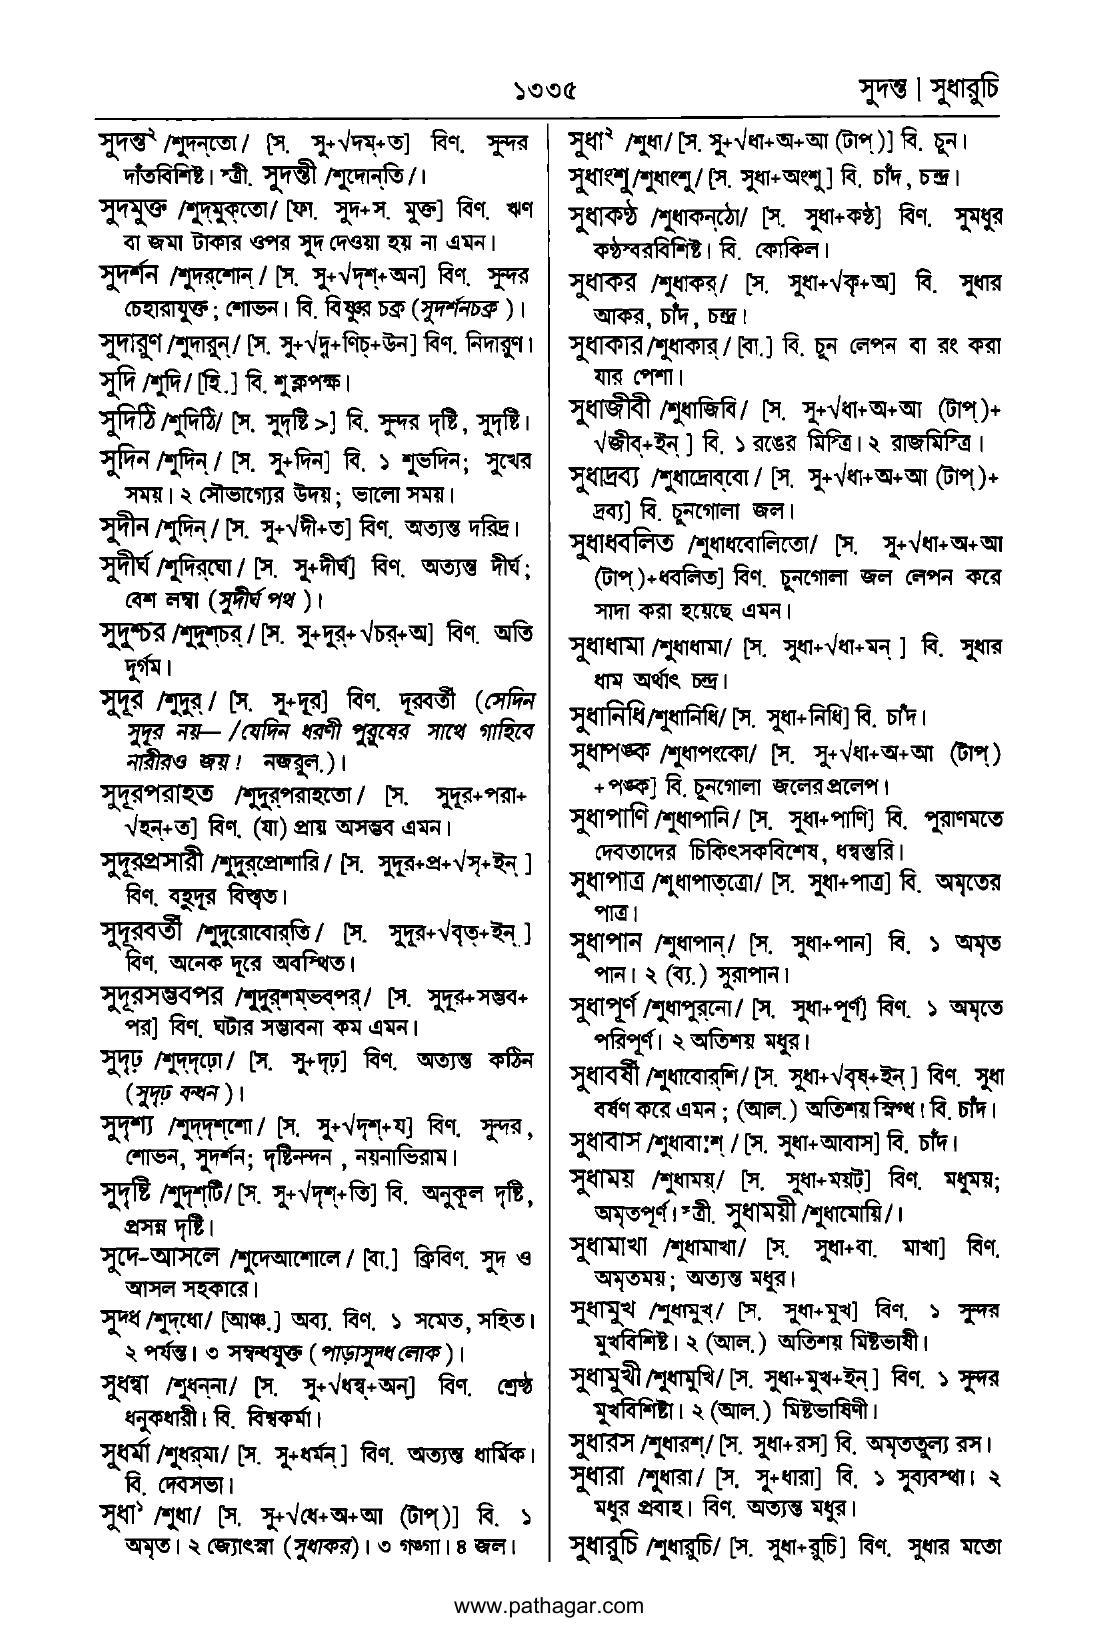 ১৩৩৫
সুদন্ত | সুধারুচি
সুদন্ত২ /শুদন্‌তো/ [স. সু+√দম্+ত] বিণ. সুন্দর
দাঁতবিশিষ্ট। স্ত্রী. সুদন্তী /শুদোন্‌তি/।
সুদমুক্ত /শুদ্‌মুক্‌তো/ [ফা. সুদ+স. মুক্ত] বিণ. ঋণ
বা জমা টাকার ওপর সুদ দেওয়া হয় না এমন।
সুদর্শন /শুদর্‌শোন্/ [স. সু+√দৃশ্+অন] বিণ. সুন্দর
চেহারাযুক্ত; শোভন। বি. বিষ্ণুর চক্র (সুদর্শনচক্র)।
সুদারুণ /শুদারুন্/ [স. সু+√দৃ+ণিচ্+উন] বিণ. নিদারুণ।
সুদি /শুদি/ [হি.] বি. শুক্লপক্ষ।
সুদিঠি /শুদিঠি/ [স. সুদৃষ্টি >] বি. সুন্দর দৃষ্টি, সুদৃষ্টি।
সুদিন /শুদিন্/ [স. সু+দিন] বি. ১ শুভদিন; সুখের
সময়। ২ সৌভাগ্যের উদয়; ভালো সময়।
সুদীন /শুদিন্/ [স. সু+√দী+ত] বিণ. অত্যন্ত দরিদ্র।
সুদীর্ঘ /শুদির্‌ঘো/ [স. সু+দীর্ঘ] বিণ. অত্যন্ত দীর্ঘ;
বেশ লম্বা (সুদীর্ঘ পথ)।
সুদুশ্চর /শুদুশ্‌চর্/ [স. সু+দুর্+√চর্+অ] বিণ. অতি
দুর্গম।
সুদূর /শুদুর্/ [স. সু+দূর] বিণ. দূরবর্তী (সেদিন
সুদূর নয়— /যেদিন ধরণী পুরুষের সাথে গাহিবে
নারীরও জয়! নজরুল.)।
সুদূরপরাহত /শুদুর্‌পরাহতো/ [স. সুদূর+পরা+
√হন্+ত] বিণ. (যা) প্রায় অসম্ভব এমন।
সুদূরপ্রসারী /শুদুর্‌প্রোশারি/ [স. সুদূর+প্র+√সৃ+ইন্]
বিণ. বহুদূর বিস্তৃত।
সুদূরবর্তী /শুদুরোবোর্‌তি/ [স. সুদূর+√বৃত্+ইন্]
বিণ. অনেক দূরে অবস্থিত।
সুদূরসম্ভবপর /শুদুর্‌শম্‌ভব্‌পর্/ [স. সুদূর+সম্ভব+
পর] বিণ. ঘটার সম্ভাবনা কম এমন।
সুদৃঢ় /শুদ্‌দৃঢ়ো/ [স. সু+দৃঢ়] বিণ. অত্যন্ত কঠিন
(সুদৃঢ় বন্ধন)।
সুদৃশ্য /শুদ্‌দৃশ্‌শো/ [স. সু+√দৃশ্+য] বিণ. সুন্দর,
শোভন, সুদর্শন; দৃষ্টিনন্দন, নয়নাভিরাম।
সুদৃষ্টি /শুদৃশ্‌টি/ [স. সু+√দৃশ্+তি] বি. অনুকূল দৃষ্টি,
প্রসন্ন দৃষ্টি।
সুদে-আসলে /শুদেআশোলে/ [বা.] ক্রিবিণ. সুদ ও
আসল সহকারে।
সুদ্ধ /শুদ্‌ধো/ [আঞ্চ.] অব্য. বিণ. ১ সমেত, সহিত।
২ পর্যন্ত। ৩ সম্বন্ধযুক্ত (পাড়াসুদ্ধ লোক)।
সুধন্বা /শুধন্‌না/ [স. সু+√ধন্ব+অন্] বিণ. শ্রেষ্ঠ
ধনুকধারী। বি. বিশ্বকর্মা।
সুধর্মা /শুধর্‌মা/ [স. সু+ধর্মন্] বিণ. অত্যন্ত ধার্মিক।
বি. দেবসভা।
সুধা১ /শুধা/ [স. সু+√ধে+অ+আ (টাপ্)] বি. ১
অমৃত। ২ জ্যোৎস্না (সুধাকর)। ৩ গঙ্গা। ৪ জল।
সুধা২ /শুধা/ [স. সু+√ধা+অ+আ (টাপ্)] বি. চুন।
সুধাংশু /শুধাংশু/ [স. সুধা+অংশু] বি. চাঁদ, চন্দ্র।
সুধাকণ্ঠ /শুধাকন্‌ঠো/ [স. সুধা+কণ্ঠ] বিণ. সুমধুর
কণ্ঠস্বরবিশিষ্ট। বি. কোকিল।
সুধাকর /শুধাকর্/ [স. সুধা+√কৃ+অ] বি. সুধার
আকর, চাঁদ, চন্দ্র।
সুধাকার /শুধাকার্/ [বা.] বি. চুন লেপন বা রং করা
যার পেশা।
সুধাজীবী /শুধাজিবি/ [স. সু+√ধা+অ+আ (টাপ্)+
√জীব্+ইন্] বি. ১ রঙের মিস্ত্রি। ২ রাজমিস্ত্রি।
সুধাদ্রব্য /শুধাদ্রোব্‌বো/ [স. সু+√ধা+অ+আ (টাপ্)+
দ্রব্য] বি. চুনগোলা জল।
সুধাধবলিত /শুধাধবোলিতো/ [স. সু+√ধা+অ+আ
(টাপ্)+ধবলিত] বিণ. চুনগোলা জল লেপন করে
সাদা করা হয়েছে এমন।
সুধাধামা /শুধাধামা/ [স. সুধা+√ধা+মন্] বি. সুধার
ধাম অর্থাৎ চন্দ্র।
সুধানিধি /শুধানিধি/ [স. সুধা+নিধি] বি. চাঁদ।
সুধাপঙ্ক /শুধাপংকো/ [স. সু+√ধা+অ+আ (টাপ্)
+পঙ্ক] বি. চুনগোলা জলের প্রলেপ।
সুধাপাণি /শুধাপানি/ [স. সুধা+পাণি] বি. পুরাণমতে
দেবতাদের চিকিৎসকবিশেষ, ধন্বন্তরি।
সুধাপাত্র /শুধাপাত্‌ত্রো/ [স. সুধা+পাত্র] বি. অমৃতের
পাত্র।
সুধাপান /শুধাপান্/ [স. সুধা+পান] বি. ১ অমৃত
পান। ২ (ব্য.) সুরাপান।
সুধাপূর্ণ /শুধাপুর্‌নো/ [স. সুধা+পূর্ণ] বিণ. ১ অমৃতে
পরিপূর্ণ। ২ অতিশয় মধুর।
সুধাবর্ষী /শুধাবোর্‌শি/ [স. সুধা+√বৃষ্+ইন্] বিণ. সুধা
বর্ষণ করে এমন; (আল.) অতিশয় স্নিগ্ধ। বি. চাঁদ।
সুধাবাস /শুধাবা:শ্/ [স. সুধা+আবাস] বি. চাঁদ।
সুধাময় /শুধাময়্/ [স. সুধা+ময়ট্] বিণ. মধুময়;
অমৃতপূর্ণ। স্ত্রী. সুধাময়ী /শুধামোয়ি/।
সুধামাখা /শুধামাখা/ [স. সুধা+বা. মাখা] বিণ.
অমৃতময়; অত্যন্ত মধুর।
সুধামুখ /শুধামুখ্/ [স. সুধা+মুখ] বিণ. ১ সুন্দর
মুখবিশিষ্ট। ২ (আল.) অতিশয় মিষ্টভাষী।
সুধামুখী /শুধামুখি/ [স. সুধা+মুখ+ইন্] বিণ. ১ সুন্দর
মুখবিশিষ্টা। ২ (আল.) মিষ্টভাষিণী।
সুধারস /শুধারশ্/ [স. সুধা+রস] বি. অমৃততুল্য রস।
সুধারা /শুধারা/ [স. সু+ধারা] বি. ১ সুব্যবস্থা। ২
মধুর প্রবাহ। বিণ. অত্যন্ত মধুর।
সুধারুচি /শুধারুচি/ [স. সুধা+রুচি] বিণ. সুধার মতো
www.pathagar.com